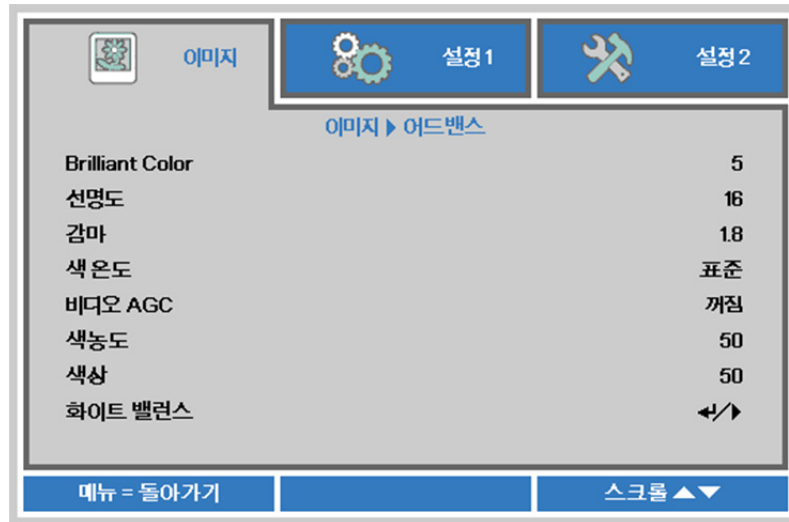 이미지 설정 1 설정 2
이미지 ▶ 어드밴스
Brilliant Color 5
선명도 16
감마 1.8
색 온도 표준
비디오 AGC 꺼짐
색농도 50
색상 50
화이트 밸런스 ↵/▶
메뉴 = 돌아가기 스크롤 ▲▼